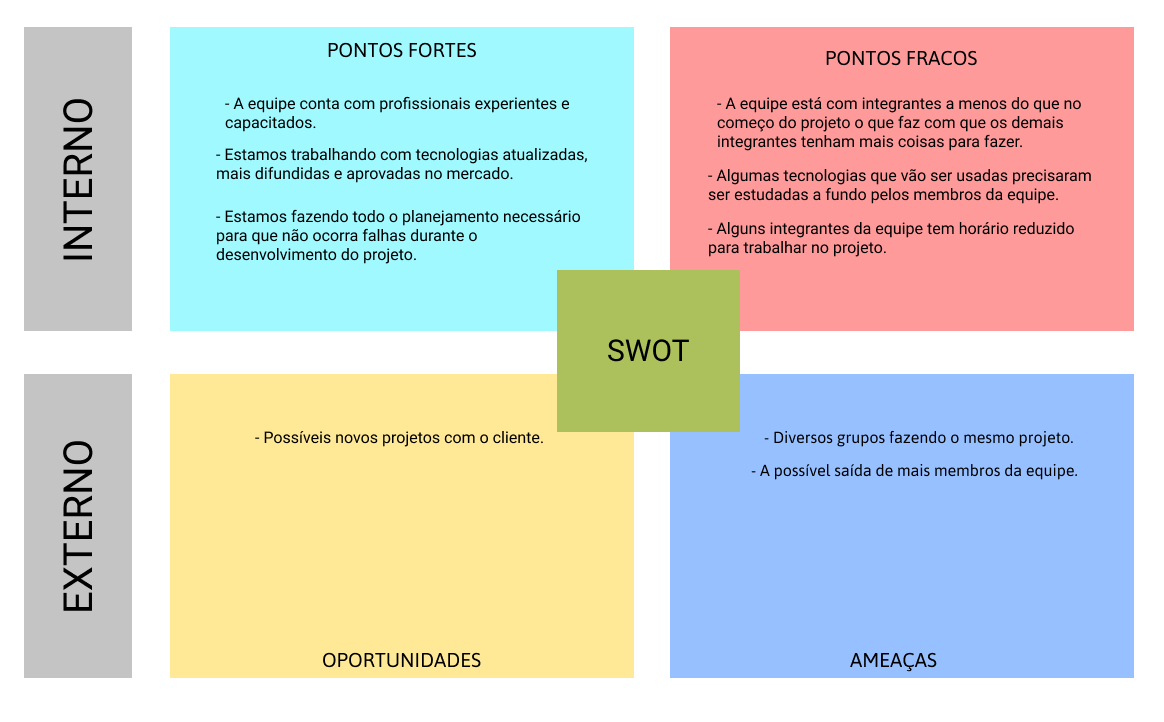 INTERNO
PONTOS FORTES
- A equipe conta com profissionais experientes e
capacitados.
- Estamos trabalhando com tecnologias atualizadas,
mais difundidas e aprovadas no mercado.
- Estamos fazendo todo o planejamento necessário
para que não ocorra falhas durante o
desenvolvimento do projeto.
PONTOS FRACOS
- A equipe está com integrantes a menos do que no
começo do projeto o que faz com que os demais
integrantes tenham mais coisas para fazer.
- Algumas tecnologias que vão ser usadas precisaram
ser estudadas a fundo pelos membros da equipe.
- Alguns integrantes da equipe tem horário reduzido
para trabalhar no projeto.
SWOT
EXTERNO
- Possíveis novos projetos com o cliente.
OPORTUNIDADES
- Diversos grupos fazendo o mesmo projeto.
- A possível saída de mais membros da equipe.
AMEAÇAS